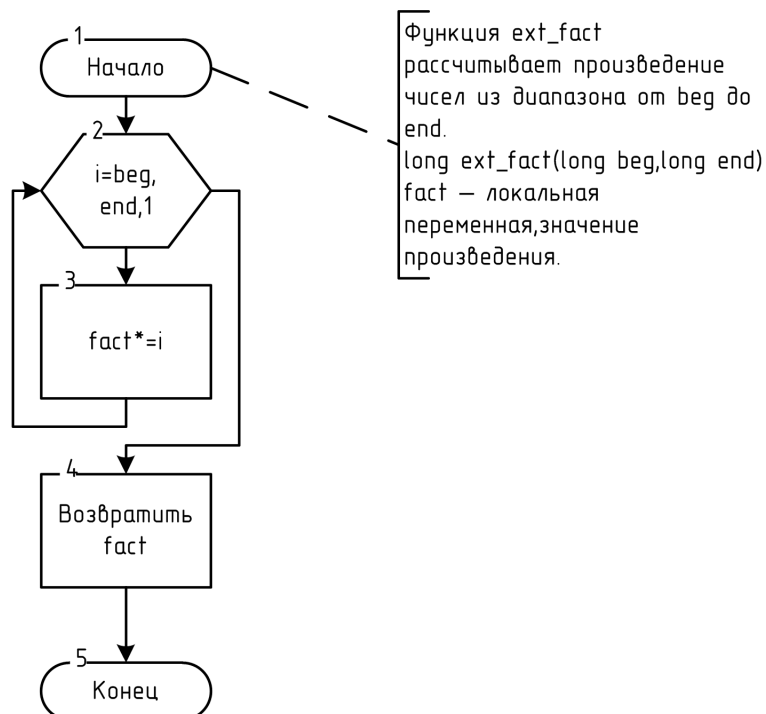 1
Начало
2
i=beg,
end,1
3
fact*=i
4
Возвратить
fact
5
Конец
Функция ext_fact
рассчитывает произведение
чисел из диапазона от beg до
end.
long ext_fact(long beg,long end)
fact – локальная
переменная,значение
произведения.